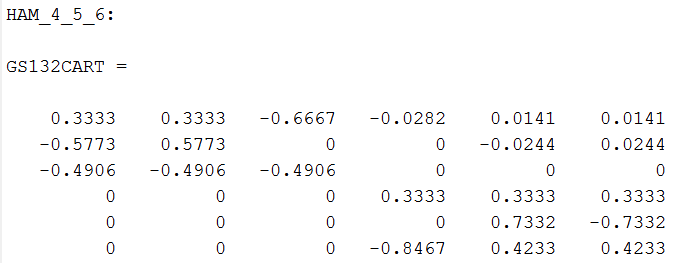 HAM_4_5_6:
GS132CART =
0.3333 0.3333 -0.6667 -0.0282 0.0141 0.0141
-0.5773 0.5773 0 0 -0.0244 0.0244
-0.4906 -0.4906 -0.4906 0 0 0
0 0 0 0.3333 0.3333 0.3333
0 0 0 0 0.7332 -0.7332
0 0 0 -0.8467 0.4233 0.4233